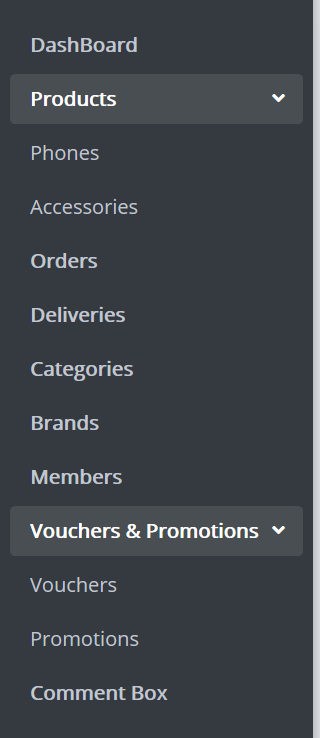 DashBoard
Products
Phones
Accessories
Orders
Deliveries
Categories
Brands
Members
Vouchers & Promotions
Vouchers
Promotions
Comment Box